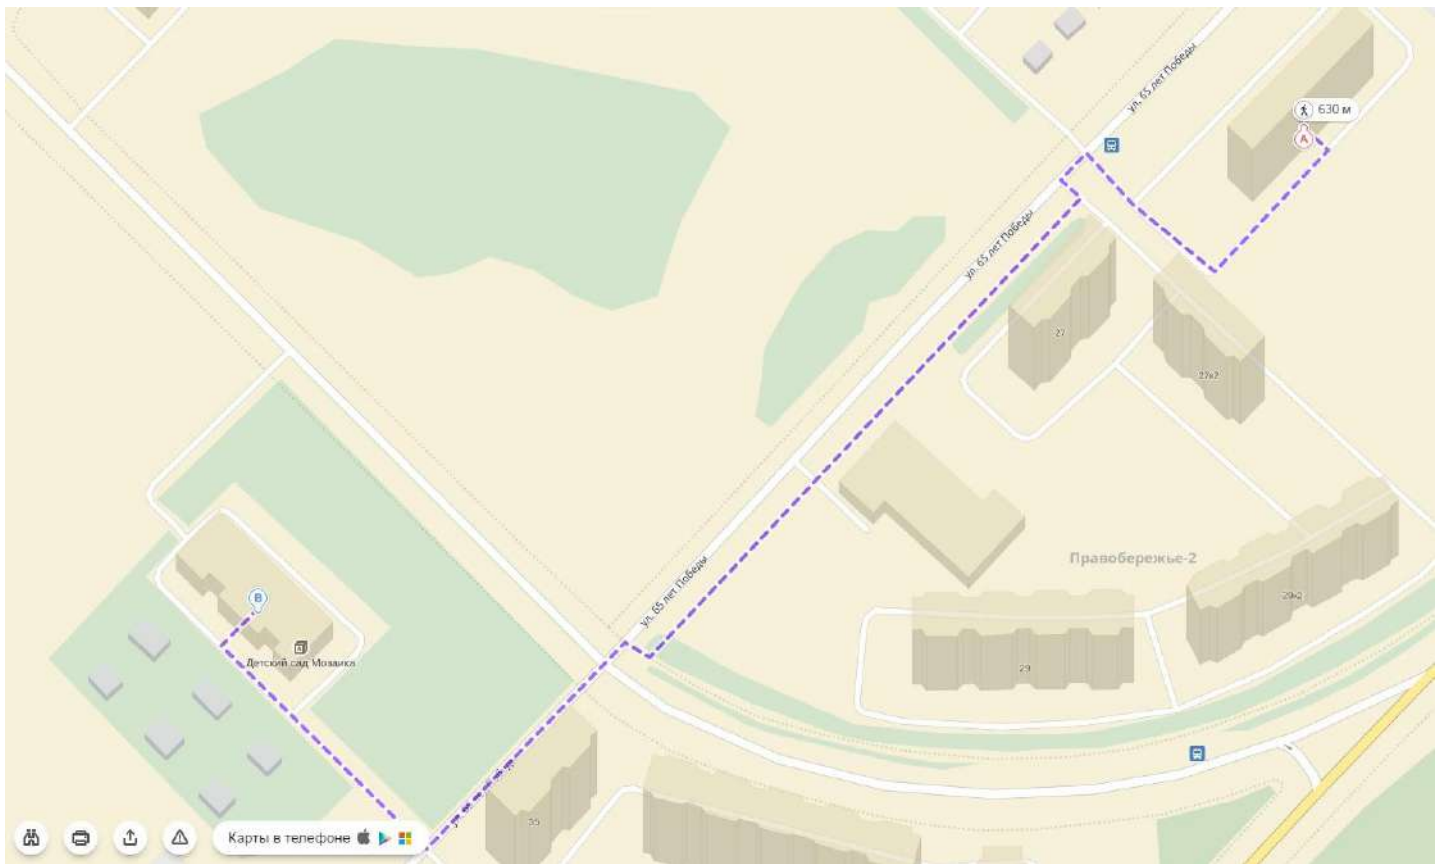 ул. 65 лет Победы
630 м
A
ул. 65 лет Победы
27
27к2
Правобережье-2
ул. 65 лет Победы
B
29к2
Детский сад Мозаика
29
35
Карты в телефоне